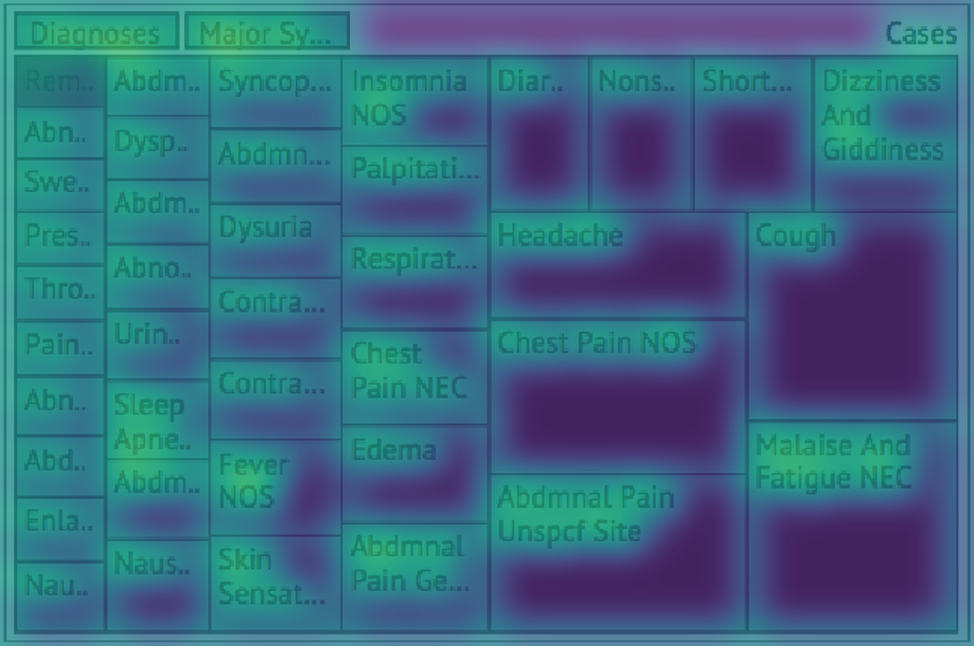 Diagnoses
Major Sy...
Cases
Rem..
Abn..
Swe..
Pres..
Thro..
Pain..
Abn..
Abd..
Enla..
Nau..
Abdm..
Dysp..
Abdm..
Abno..
Urin..
Sleep
Apne..
Abdm..
Naus..
Syncop...
Abdmn...
Dysuria
Contra...
Contra...
Fever
NOS
Skin
Sensat...
Insomnia
NOS
Palpitati...
Respirat...
Chest
Pain NEC
Edema
Abdmnal
Pain Ge...
Diar..
Nons..
Short...
Dizziness
And
Giddiness
Headache
Chest Pain NOS
Abdmnal Pain
Unspcf Site
Cough
Malaise And
Fatigue NEC